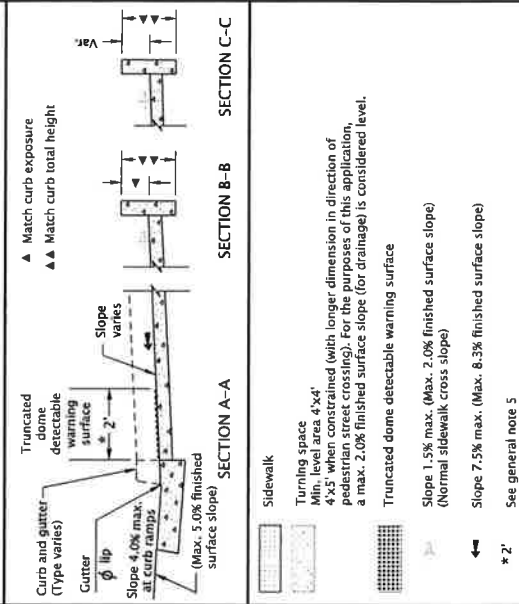 ▲ Match curb exposure
▲▲ Match curb total height
Var.
▲▲
▲
▲▲
Truncated
dome
detectable
warning
surface
* 2'
Slope
varies
Curb and gutter
(Type varies)
Gutter
¢ lip
Slope 4.0% max.
at curb ramps
(Max. 5.0% finished
surface slope)
SECTION A-A
SECTION B-B
SECTION C-C
Sidewalk
Turning space
Min. level area 4'x4'
4'x5' when constrained (with longer dimension in direction of
pedestrian street crossing). For the purposes of this application,
a max. 2.0% finished surface slope (for drainage) is considered level.
Truncated dome detectable warning surface
Slope 1.5% max. (Max. 2.0% finished surface slope)
(Normal sidewalk cross slope)
Slope 7.5% max. (Max. 8.3% finished surface slope)
* 2' See general note 5